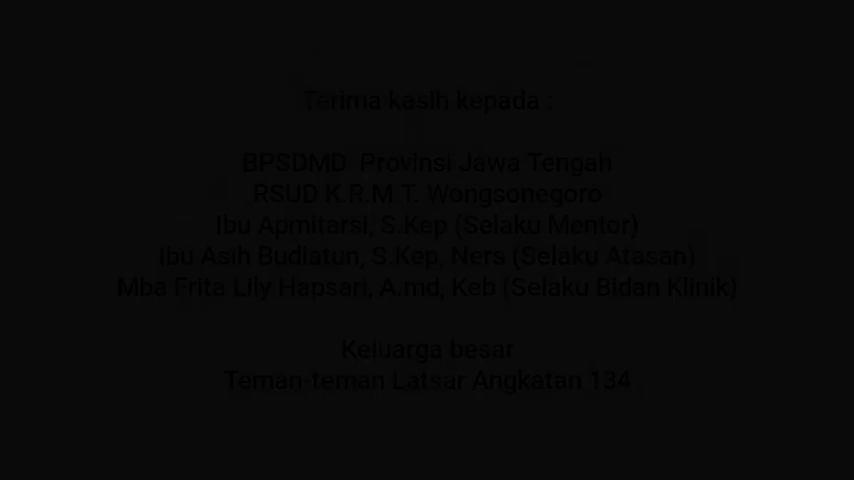 Terima kasih kepada :
BPSDMD Provinsi Jawa Tengah
RSUD K.R.M.T. Wongsonegoro
Ibu Apmitarsi, S.Kep (Selaku Mentor)
Ibu Asih Budiatun, S.Kep, Ners (Selaku Atasan)
Mba Frita Lily Hapsari, A.md, Keb (Selaku Bidan Klinik)
Keluarga besar
Teman-teman Latsar Angkatan 134